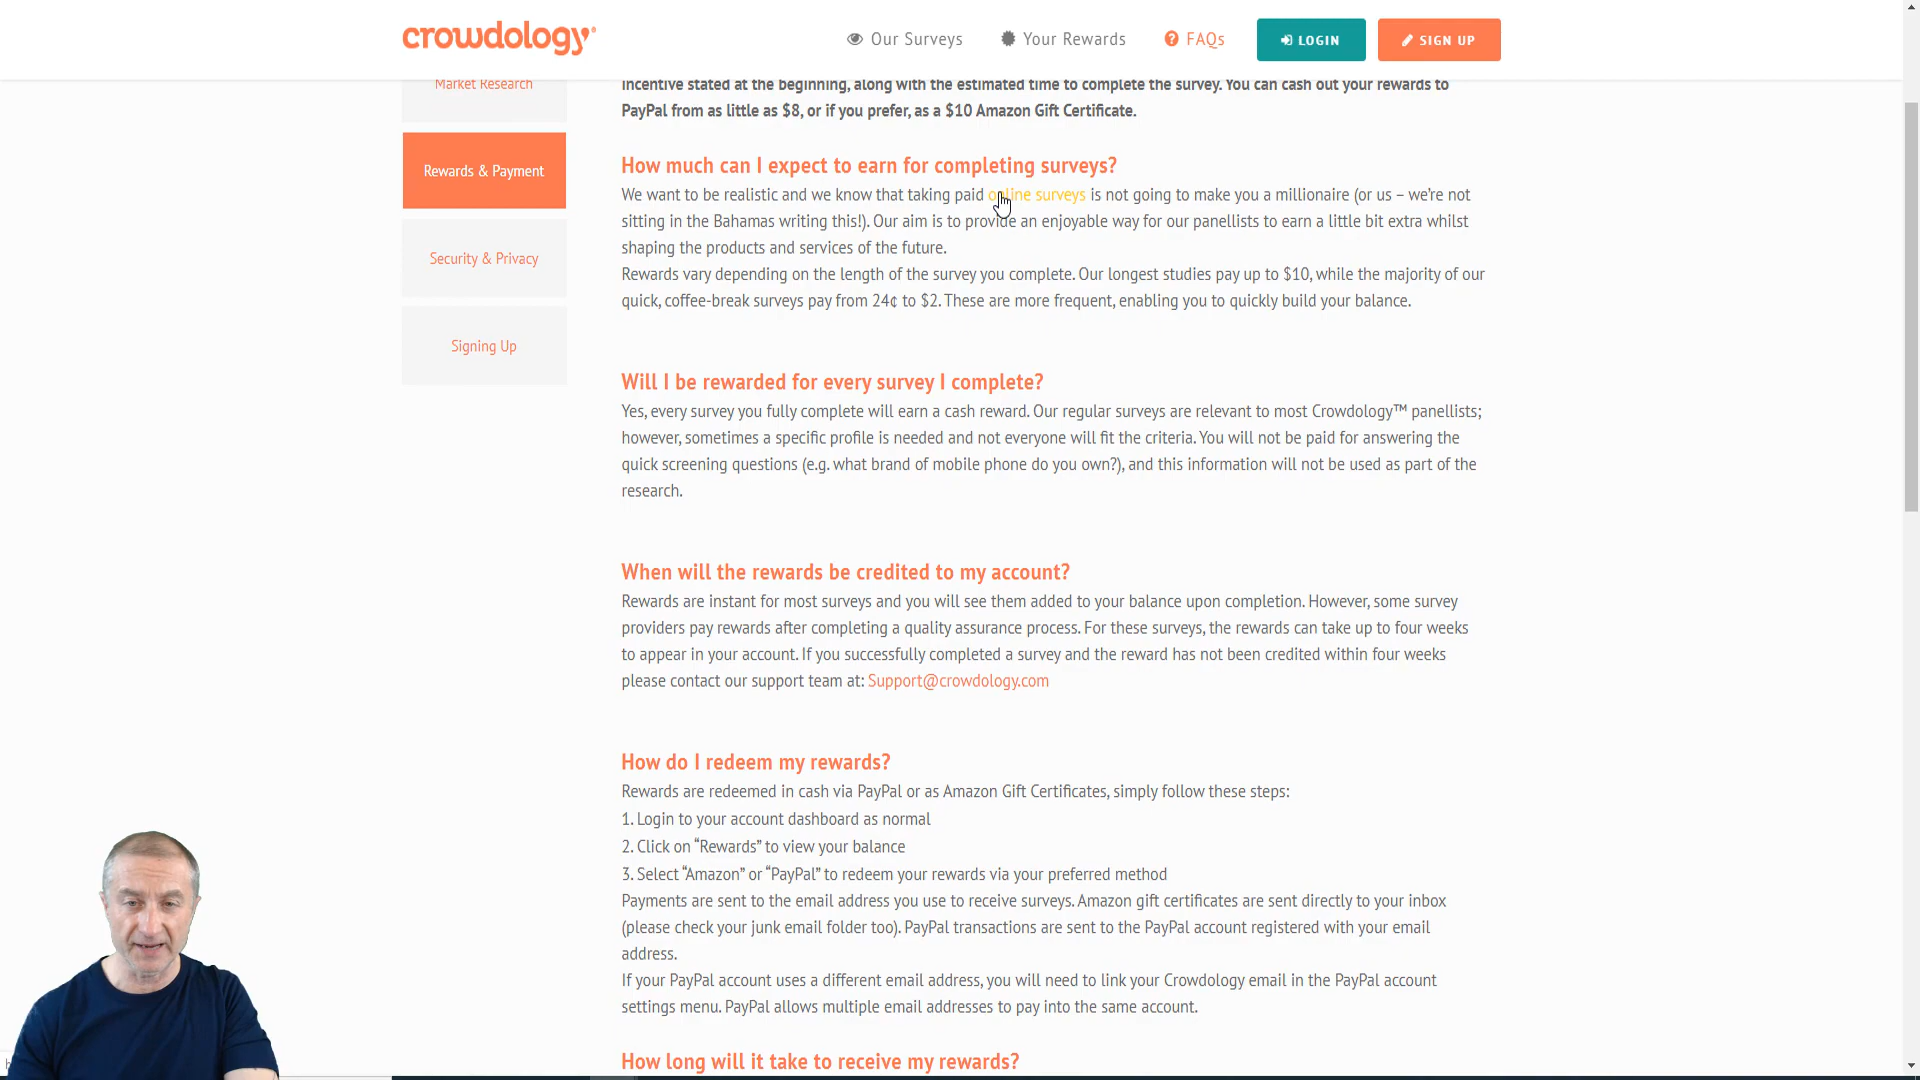 crowdology®
Our Surveys
Your Rewards
FAQs
LOGIN
SIGN UP
Market Research
Rewards & Payment
Security & Privacy
Signing Up
incentive stated at the beginning, along with the estimated time to complete the survey. You can cash out your rewards to
PayPal from as little as $8, or if you prefer, as a $10 Amazon Gift Certificate.
How much can I expect to earn for completing surveys?
We want to be realistic and we know that taking paid online surveys is not going to make you a millionaire (or us – we're not
sitting in the Bahamas writing this!). Our aim is to provide an enjoyable way for our panellists to earn a little bit extra whilst
shaping the products and services of the future.
Rewards vary depending on the length of the survey you complete. Our longest studies pay up to $10, while the majority of our
quick, coffee-break surveys pay from 24¢ to $2. These are more frequent, enabling you to quickly build your balance.
Will I be rewarded for every survey I complete?
Yes, every survey you fully complete will earn a cash reward. Our regular surveys are relevant to most Crowdology™ panellists;
however, sometimes a specific profile is needed and not everyone will fit the criteria. You will not be paid for answering the
quick screening questions (e.g. what brand of mobile phone do you own?), and this information will not be used as part of the
research.
When will the rewards be credited to my account?
Rewards are instant for most surveys and you will see them added to your balance upon completion. However, some survey
providers pay rewards after completing a quality assurance process. For these surveys, the rewards can take up to four weeks
to appear in your account. If you successfully completed a survey and the reward has not been credited within four weeks
please contact our support team at: Support@crowdology.com
How do I redeem my rewards?
Rewards are redeemed in cash via PayPal or as Amazon Gift Certificates, simply follow these steps:
1. Login to your account dashboard as normal
2. Click on “Rewards” to view your balance
3. Select “Amazon” or “PayPal” to redeem your rewards via your preferred method
Payments are sent to the email address you use to receive surveys. Amazon gift certificates are sent directly to your inbox
(please check your junk email folder too). PayPal transactions are sent to the PayPal account registered with your email
address.
If your PayPal account uses a different email address, you will need to link your Crowdology email in the PayPal account
settings menu. PayPal allows multiple email addresses to pay into the same account.
How long will it take to receive my rewards?